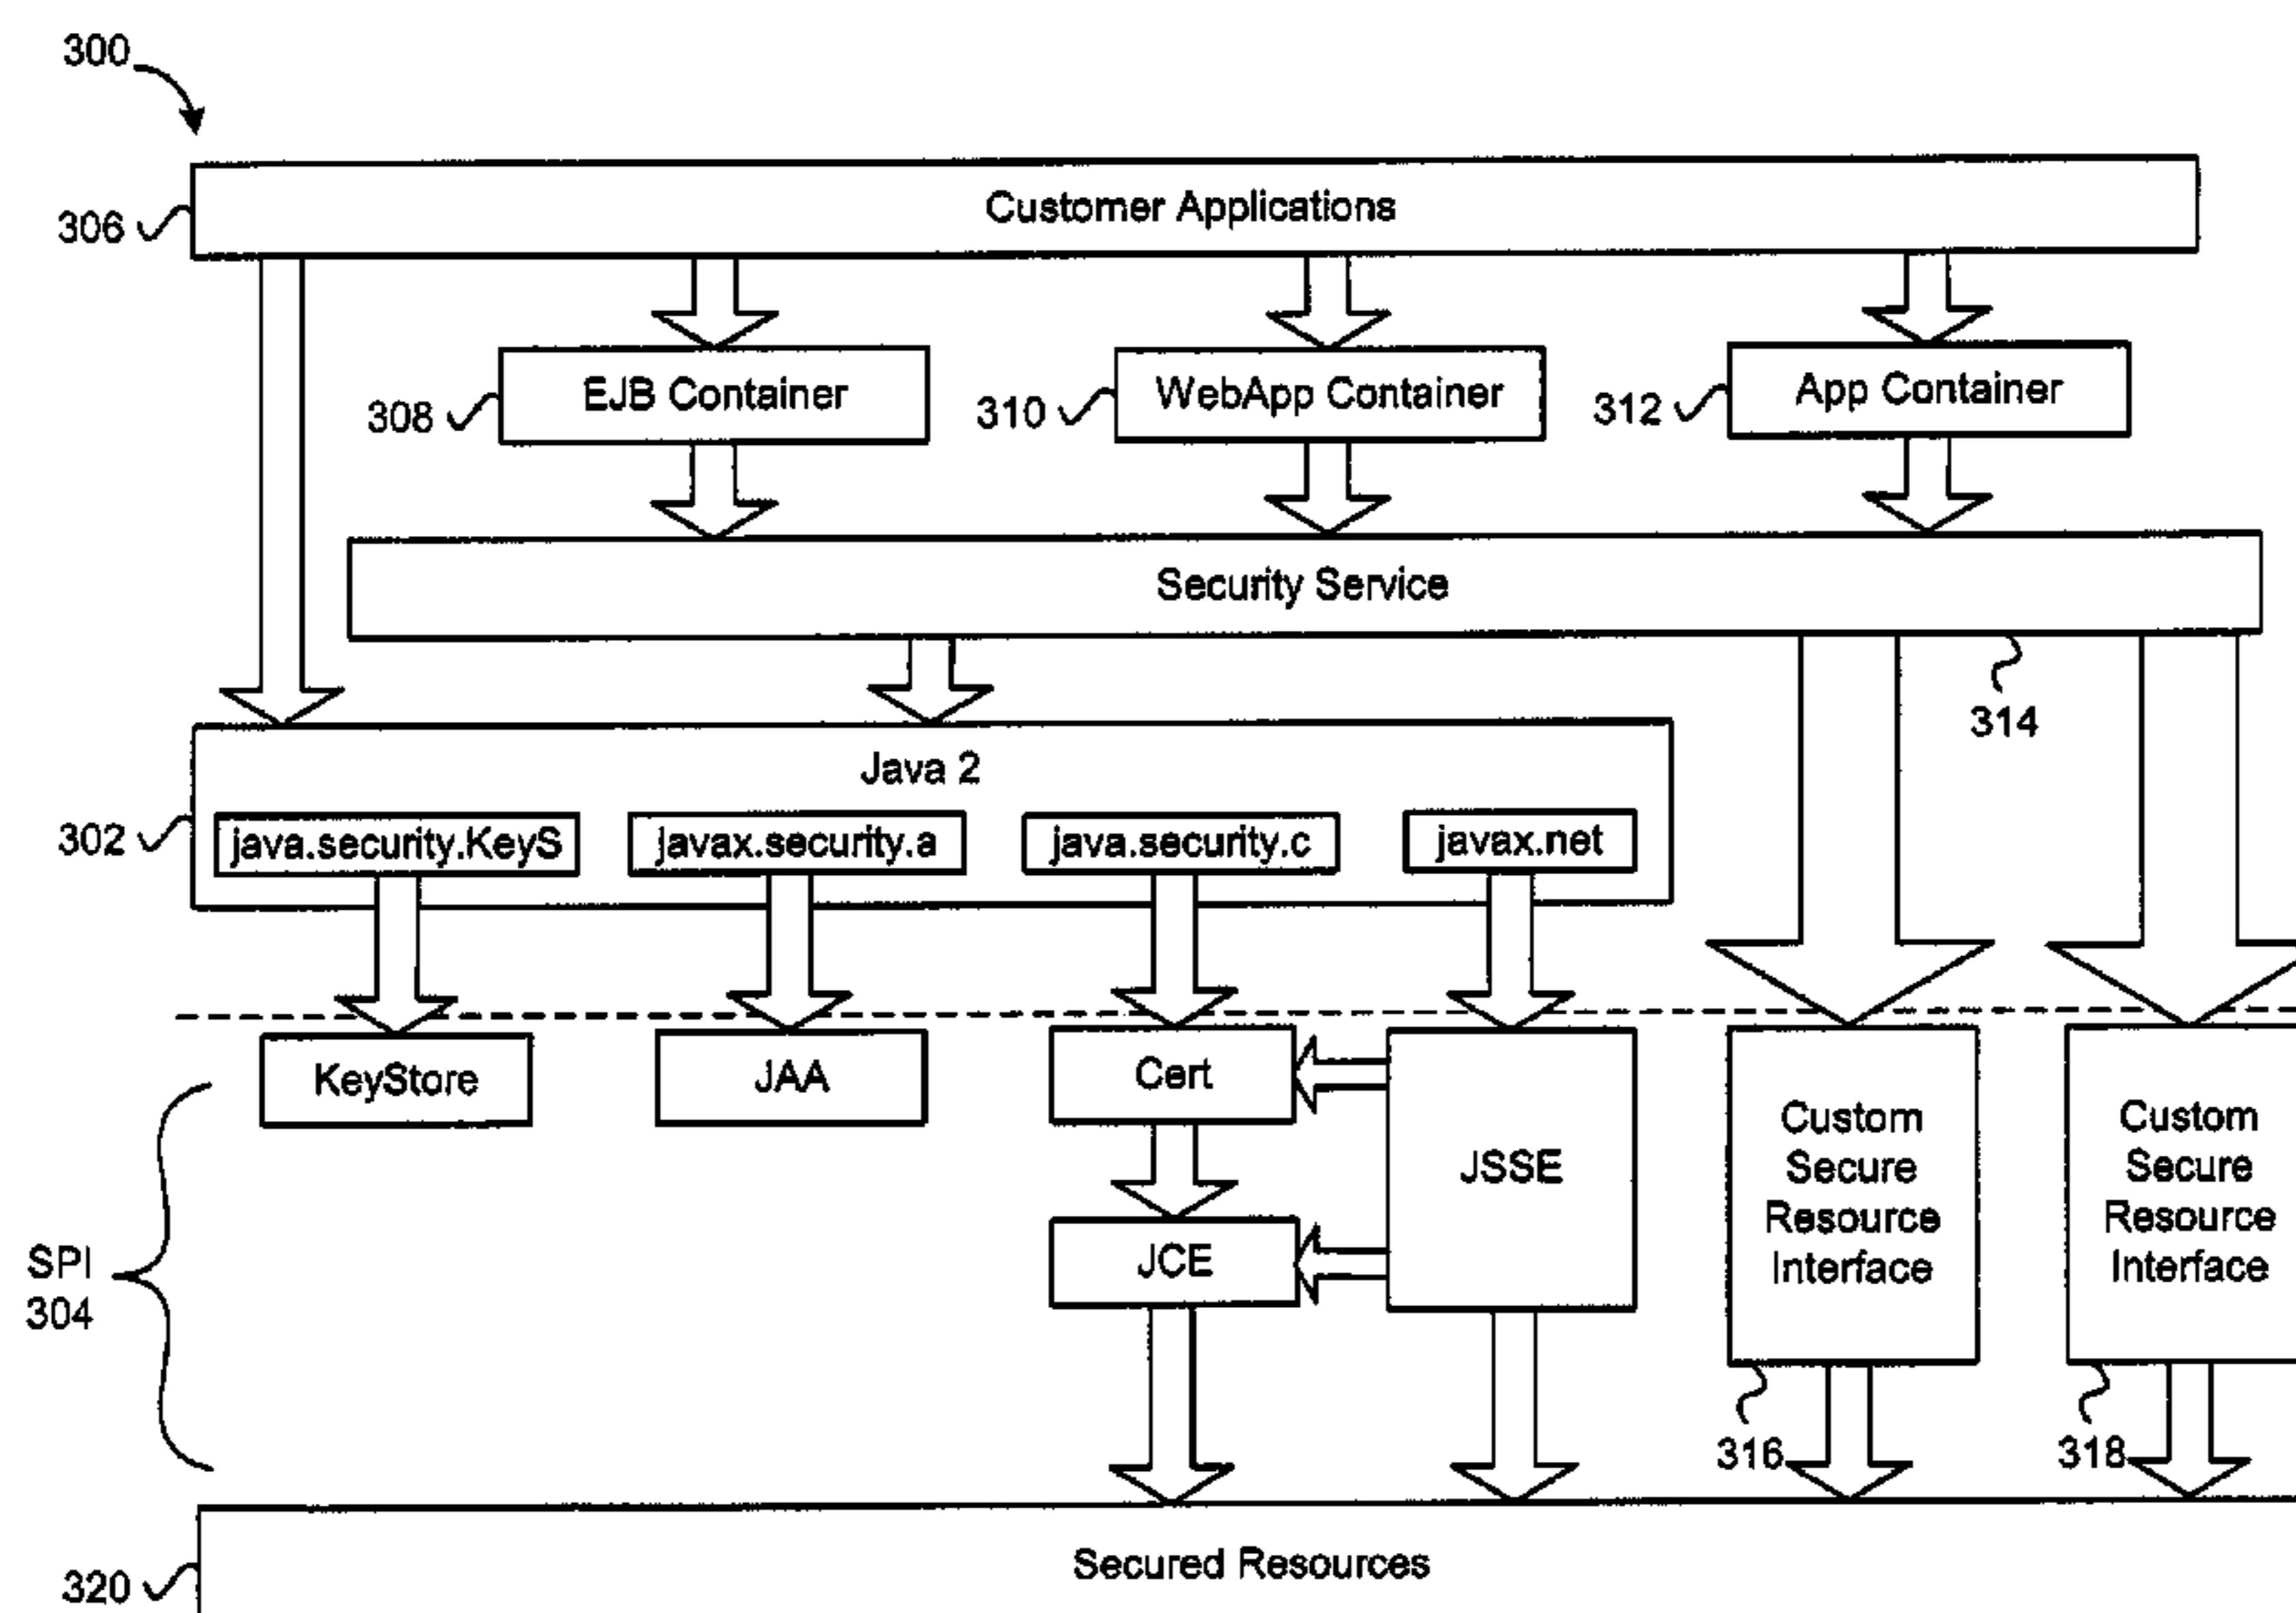 300
Customer Applications
306
EJB Container
WebApp Container
App Container
308
310
312
Security Service
314
Java 2
302
java.security.KeyS
javax.security.a
java.security.c
javax.net
KeyStore
JAA
Cert
JSSE
JCE
Custom
Secure
Resource
Interface
Custom
Secure
Resource
Interface
SPI
304
316
318
Secured Resources
320